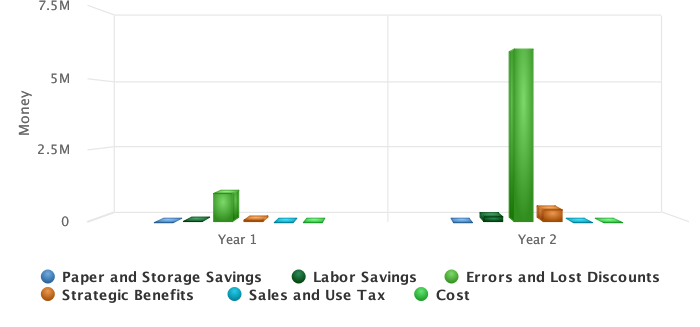 7.5M
5M
2.5M
0
Money
Year 1
Year 2
Paper and Storage Savings
Labor Savings
Errors and Lost Discounts
Strategic Benefits
Sales and Use Tax
Cost